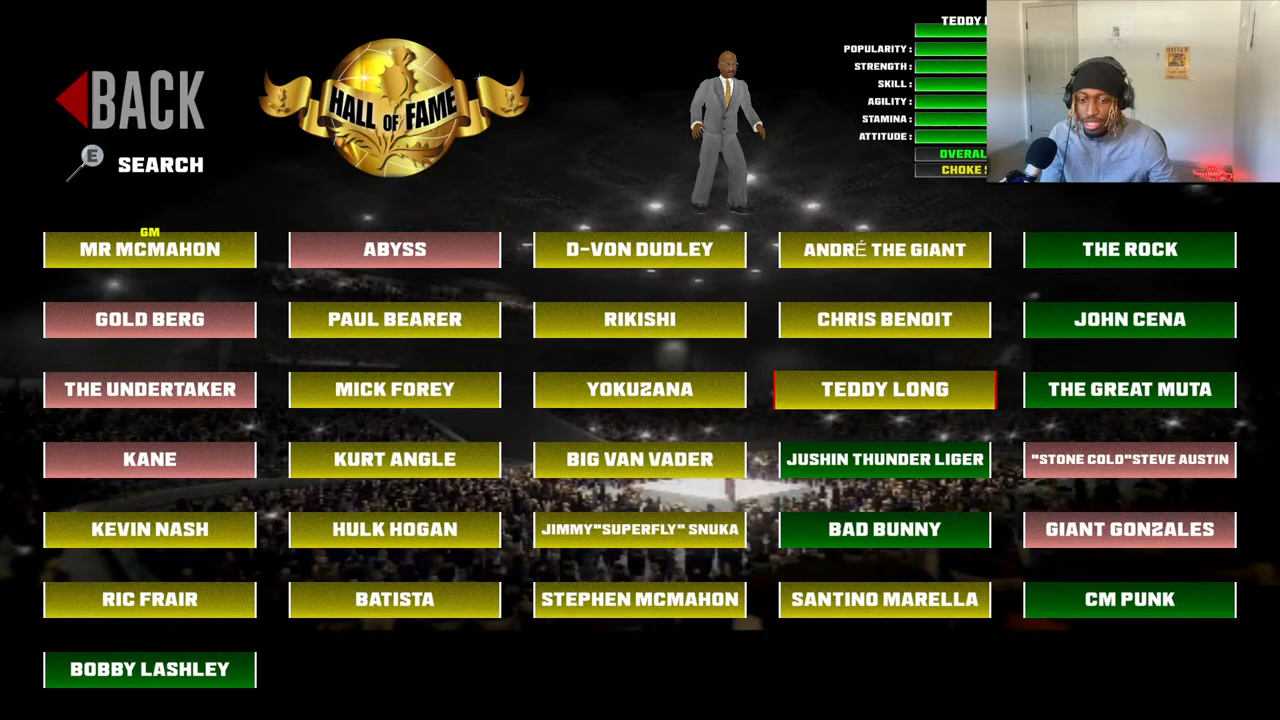 BACK
SEARCH
E
HALL OF FAME
TEDDY
POPULARITY :
STRENGTH :
SKILL :
AGILITY :
STAMINA :
ATTITUDE :
OVERAL
CHOKE S
GM
MR MCMAHON
ABYSS
D-VON DUDLEY
ANDRÉ THE GIANT
THE ROCK
GOLD BERG
PAUL BEARER
RIKISHI
CHRIS BENOIT
JOHN CENA
THE UNDERTAKER
MICK FOREY
YOKUZANA
TEDDY LONG
THE GREAT MUTA
KANE
KURT ANGLE
BIG VAN VADER
JUSHIN THUNDER LIGER
"STONE COLD"STEVE AUSTIN
KEVIN NASH
HULK HOGAN
JIMMY"SUPERFLY" SNUKA
BAD BUNNY
GIANT GONZALES
RIC FRAIR
BATISTA
STEPHEN MCMAHON
SANTINO MARELLA
CM PUNK
BOBBY LASHLEY